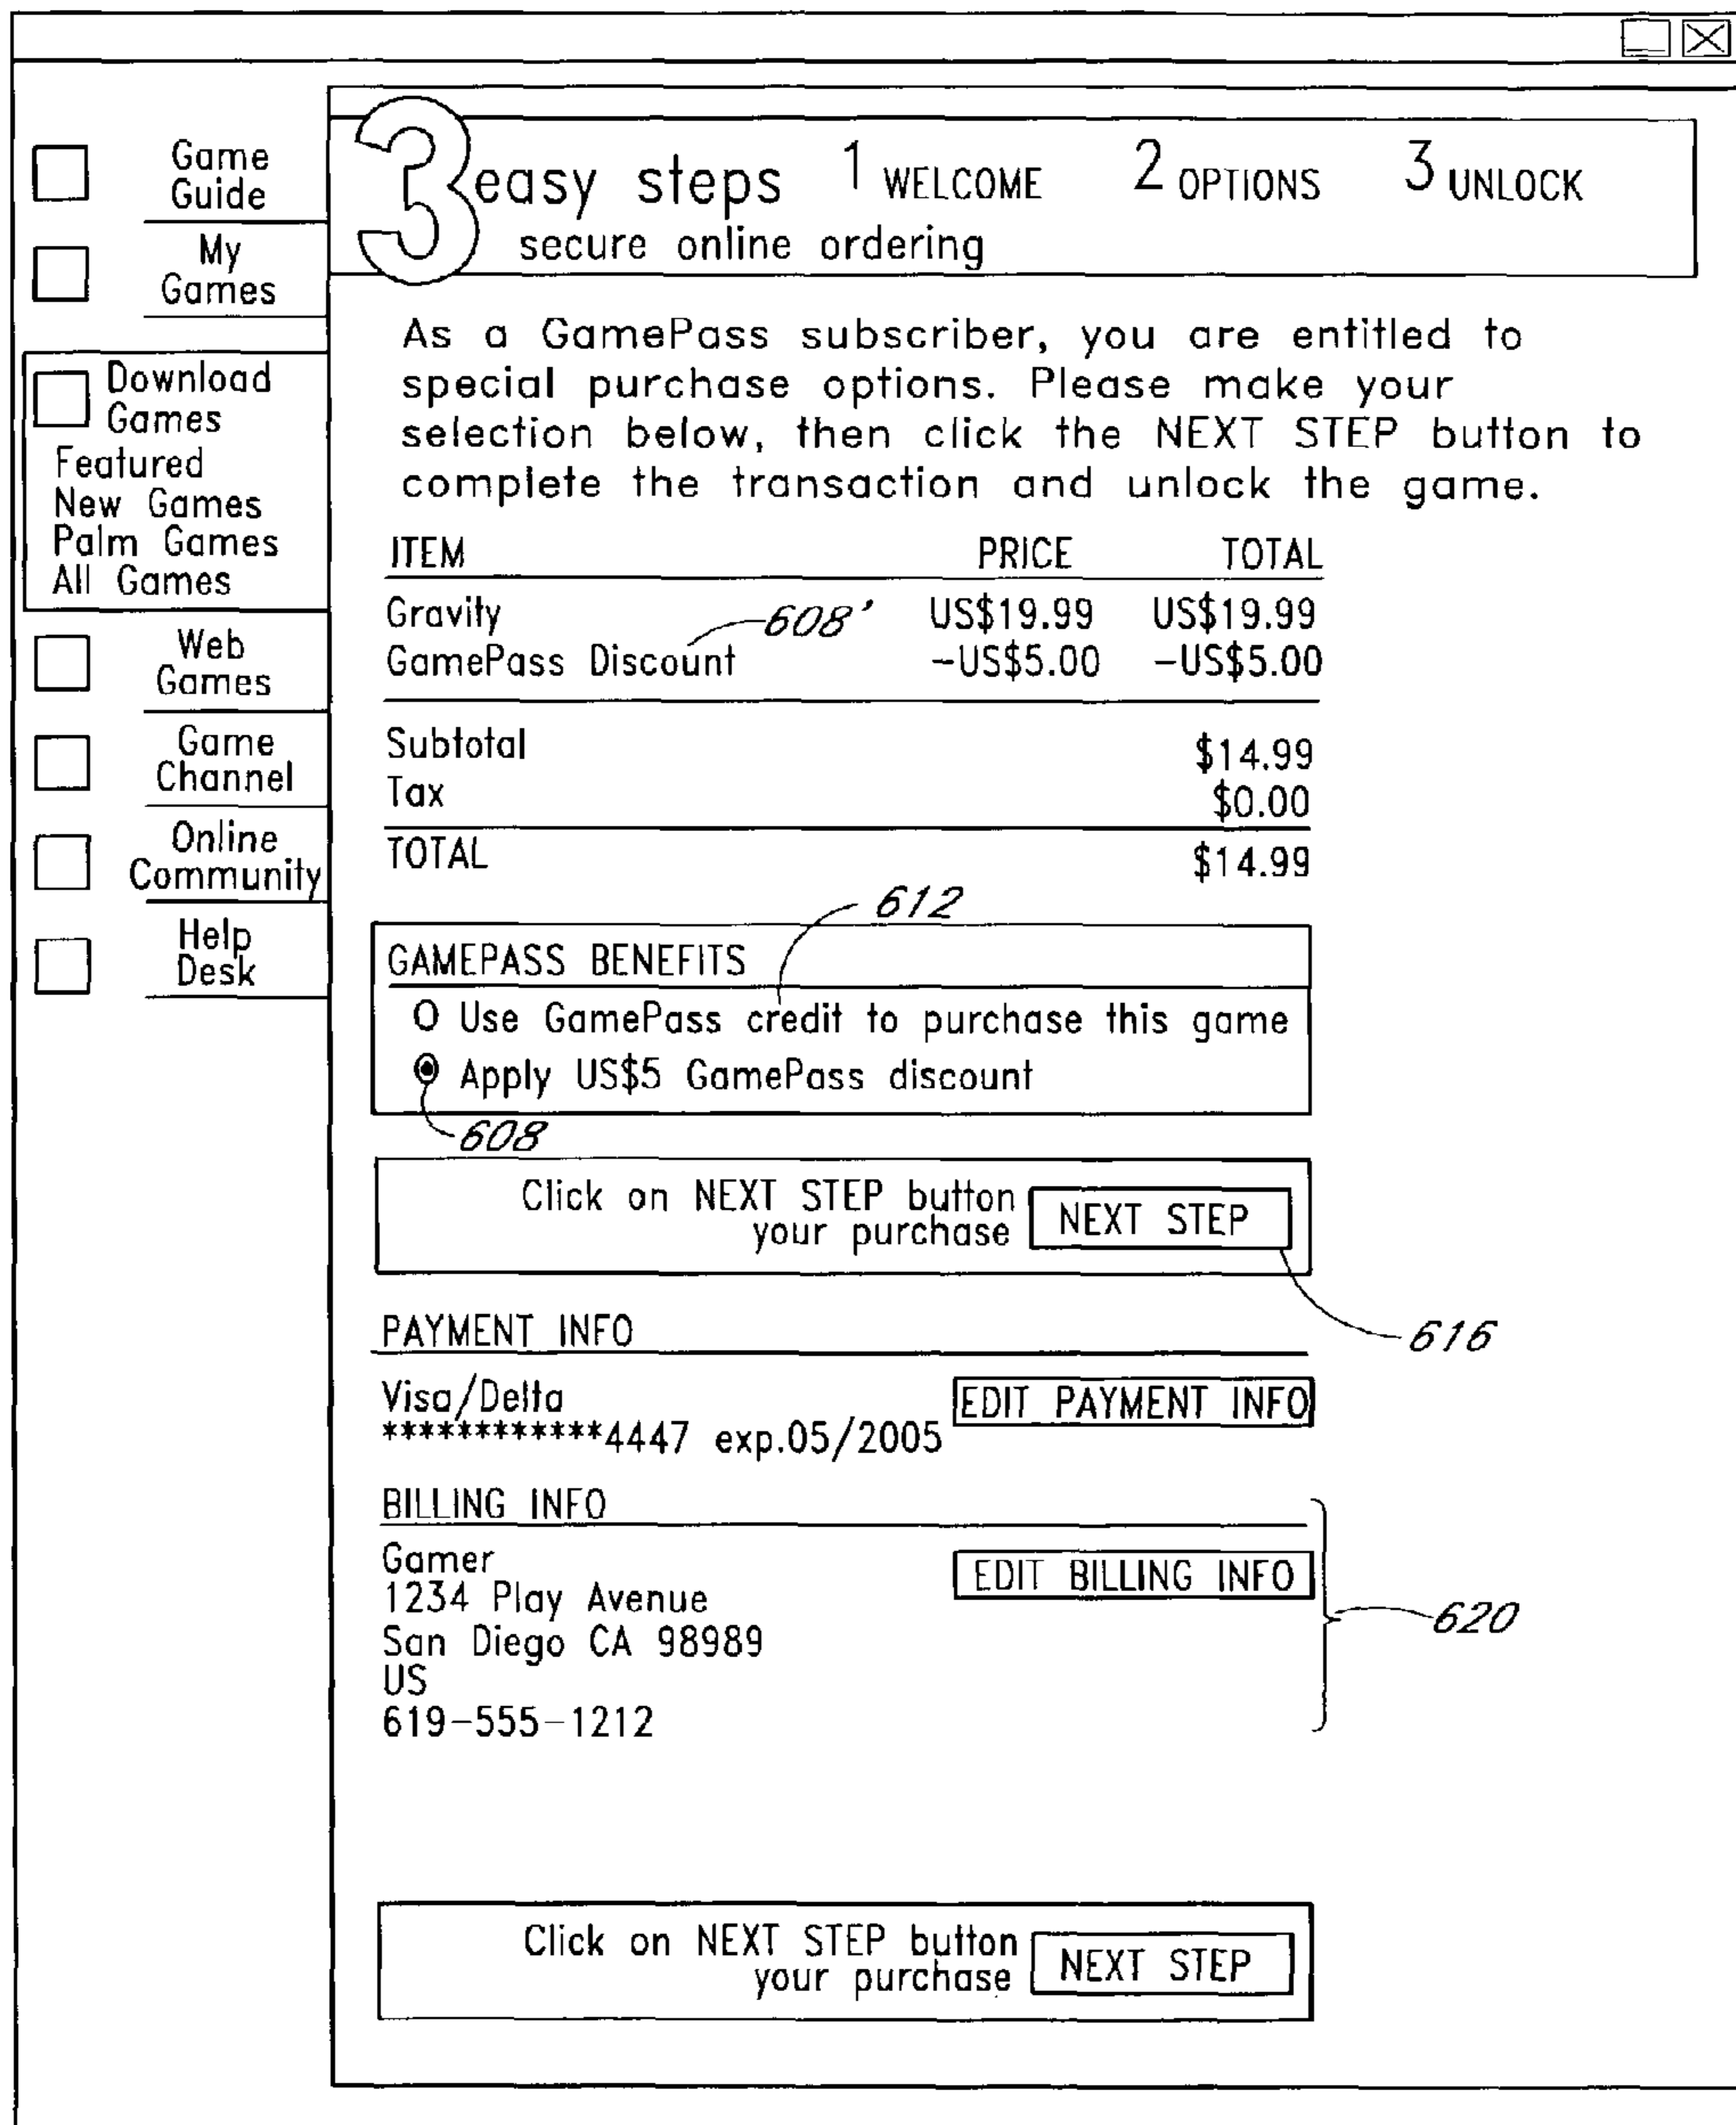 Game
Guide
My
Games
Download
Games
Featured
New Games
Palm Games
All Games
Web
Games
Game
Channel
Online
Community
Help
Desk
3 easy steps 1 WELCOME 2 OPTIONS 3 UNLOCK
secure online ordering
As a GamePass subscriber, you are entitled to
special purchase options. Please make your
selection below, then click the NEXT STEP button to
complete the transaction and unlock the game.
ITEM PRICE TOTAL
Gravity 608' US$19.99 US$19.99
GamePass Discount -US$5.00 -US$5.00
Subtotal $14.99
Tax $0.00
TOTAL $14.99
612
GAMEPASS BENEFITS
Use GamePass credit to purchase this game
Apply US$5 GamePass discount
608
Click on NEXT STEP button
your purchase
NEXT STEP
616
PAYMENT INFO
Visa/Delta
************4447 exp.05/2005
EDIT PAYMENT INFO
BILLING INFO
Gamer
1234 Play Avenue
San Diego CA 98989
US
619-555-1212
EDIT BILLING INFO
620
Click on NEXT STEP button
your purchase
NEXT STEP